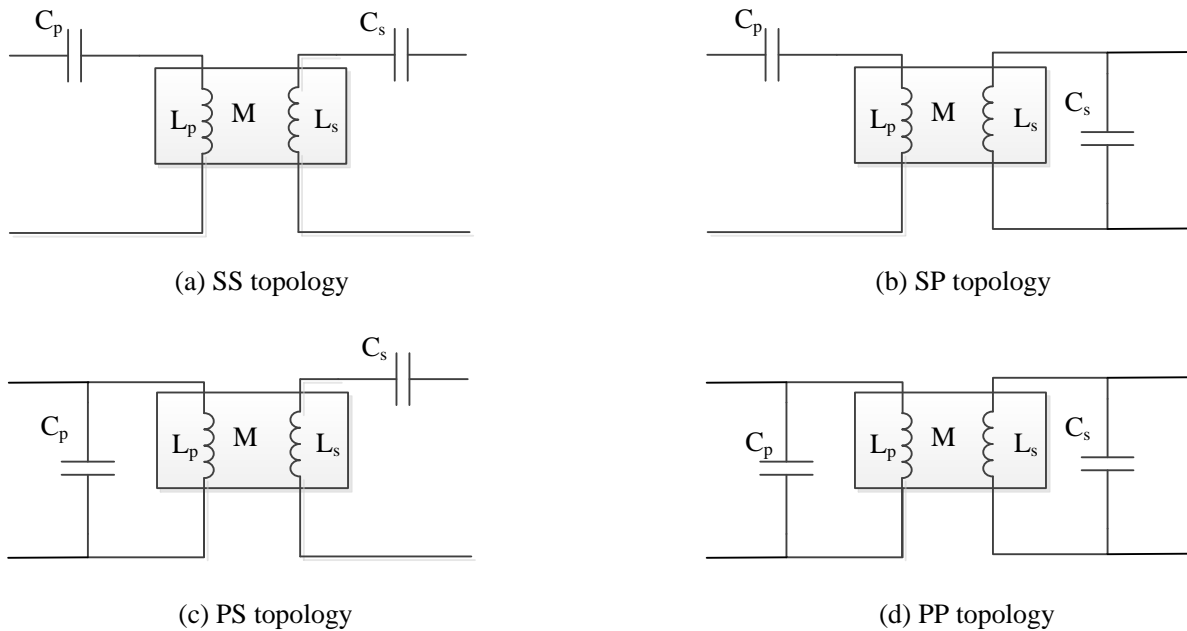 Cp
Cs
Lp M Ls
(a) SS topology
Cp
Cs
Lp M Ls
(b) SP topology
Cs
Cp
Lp M Ls
(c) PS topology
Cp
Cs
Lp M Ls
(d) PP topology